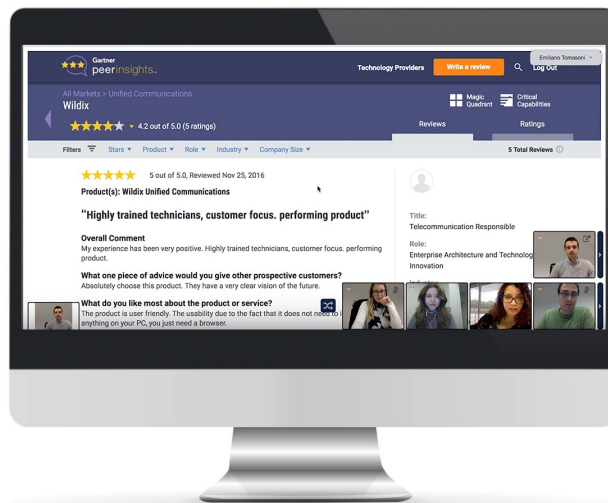 Gartner
peerinsights™
Technology Providers
Write a review
Emiliano Tomasoni
Log Out
All Markets > Unified Communications
Wildix
Magic Quadrant
Critical Capabilities
4.2 out of 5.0 (5 ratings)
Reviews
Ratings
Filters
Stars
Product
Role
Industry
Company Size
5 Total Reviews
5 out of 5.0, Reviewed Nov 25, 2016
Product(s): Wildix Unified Communications
“Highly trained technicians, customer focus. performing product”
Title:
Telecommunication Responsible
Overall Comment
My experience has been very positive. Highly trained technicians, customer focus. performing
product.
Role:
Enterprise Architecture and
Innovation
What one piece of advice would you give other prospective customers?
Absolutely choose this product. They have a very clear vision of the future.
What do you like most about the product or service?
The product is user friendly. The usability due to the fact that it does not need to
anything on your PC, you just need a browser.